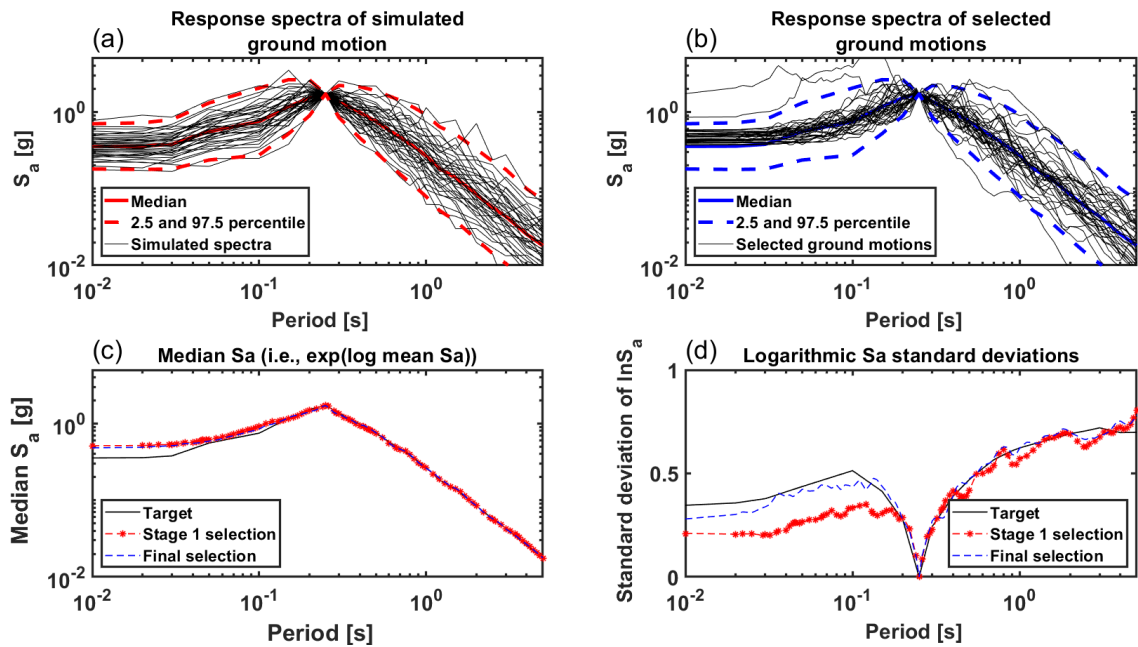 (a) Response spectra of simulated
ground motion
S_a [g]
10^0
10^-2
Median
2.5 and 97.5 percentile
Simulated spectra
10^-2 10^-1 10^0
Period [s]
(b) Response spectra of selected
ground motions
S_a [g]
10^0
10^-2
Median
2.5 and 97.5 percentile
Selected ground motions
10^-2 10^-1 10^0
Period [s]
(c) Median Sa (i.e., exp(log mean Sa))
Median S_a [g]
10^0
10^-2
Target
Stage 1 selection
Final selection
10^-2 10^-1 10^0
Period [s]
(d) Logarithmic Sa standard deviations
Standard deviation of lnS_a
1
0.5
0
Target
Stage 1 selection
Final selection
10^-2 10^-1 10^0
Period [s]